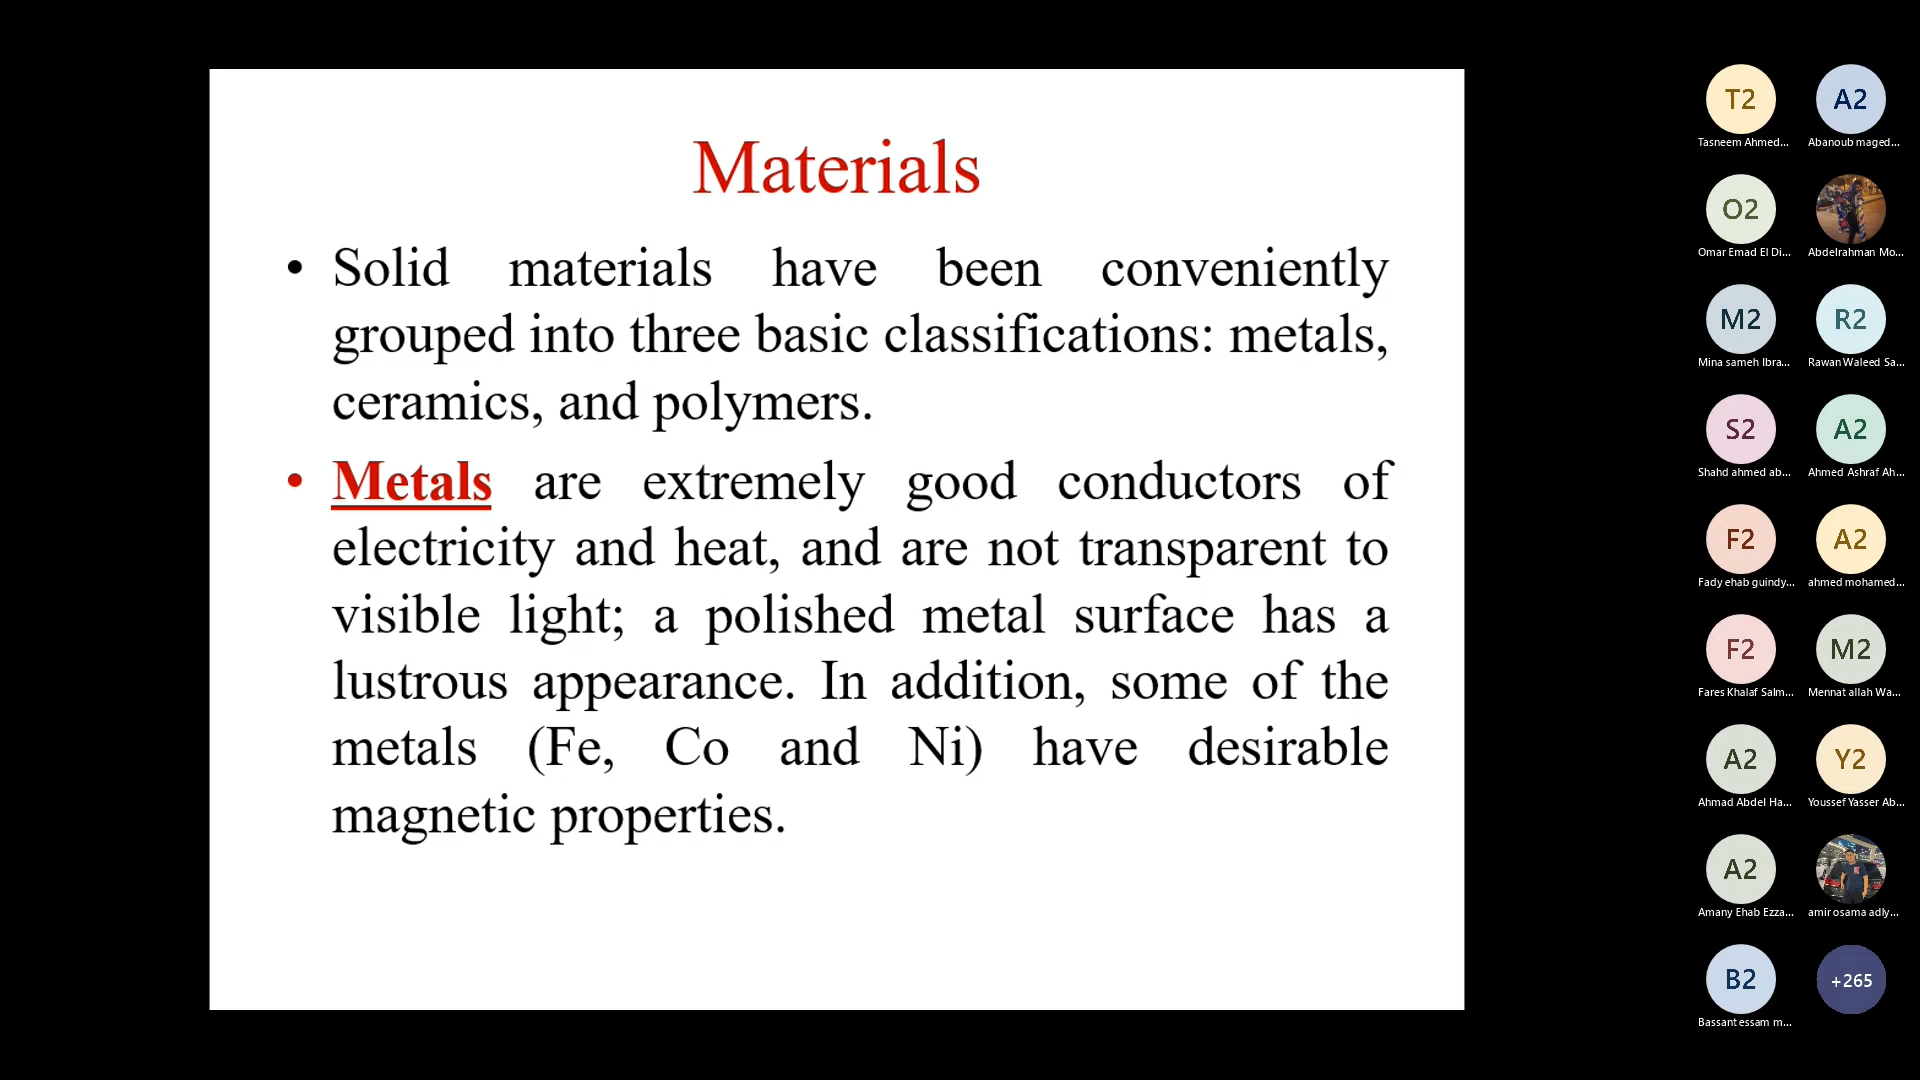 Materials
• Solid materials have been conveniently
grouped into three basic classifications: metals,
ceramics, and polymers.
• Metals are extremely good conductors of
electricity and heat, and are not transparent to
visible light; a polished metal surface has a
lustrous appearance. In addition, some of the
metals (Fe, Co and Ni) have desirable
magnetic properties.
T2
A2
Tasneem Ahmed...
Abanoub maged...
O2
Omar Emad El Di...
Abdelrahman Mo...
M2
R2
Mina sameh Ibra...
Rawan Waleed Sa...
S2
A2
Shahd ahmed ab...
Ahmed Ashraf Ah...
F2
A2
Fady ehab guindy...
ahmed mohamed...
F2
M2
Fares Khalaf Salm...
Mennat allah Wa...
A2
Y2
Ahmad Abdel Ha...
Youssef Yasser Ab...
A2
Amany Ehab Ezza...
amir osama adly...
B2
+265
Bassant essam m...